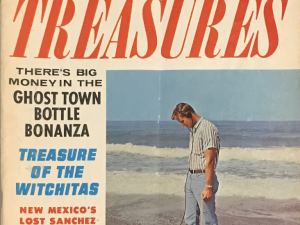 TREASURES
THERE'S BIG
MONEY IN THE
GHOST TOWN
BOTTLE
BONANZA
TREASURE
OF THE
WITCHITAS
NEW MEXICO'S
LOST SANCHEZ